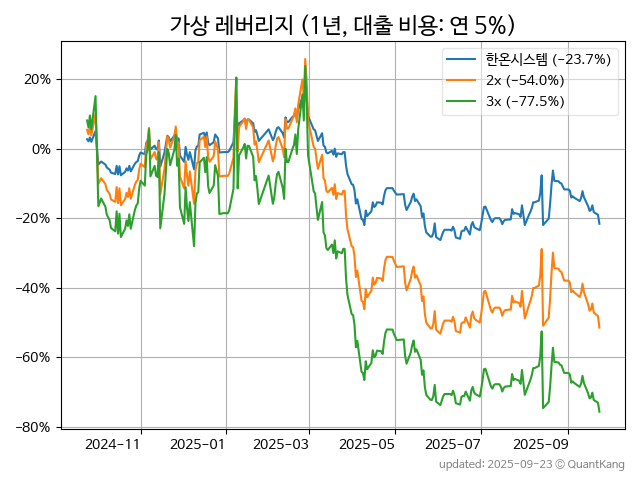 가상 레버리지 (1년, 대출 비용: 연 5%)
한온시스템 (−23.7%)
2x (−54.0%)
3x (−77.5%)
20%
0%
−20%
−40%
−60%
−80%
2024-11
2025-01
2025-03
2025-05
2025-07
2025-09
updated: 2025-09-23 © QuantKang